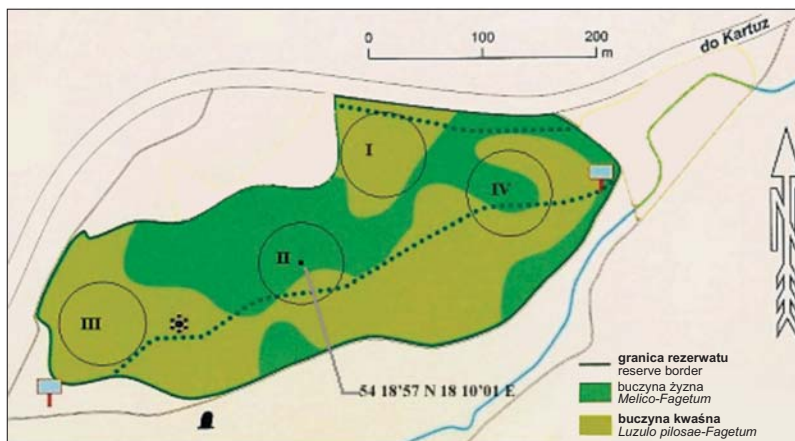 do Kartuz
0 100 200
m
I
IV
II
III
54 18'57 N 18 10'01 E
N
granica rezerwatu
reserve border
buczyna żyzna
Melico-Fagetum
buczyna kwaśna
Luzulo pilosae-Fagetum